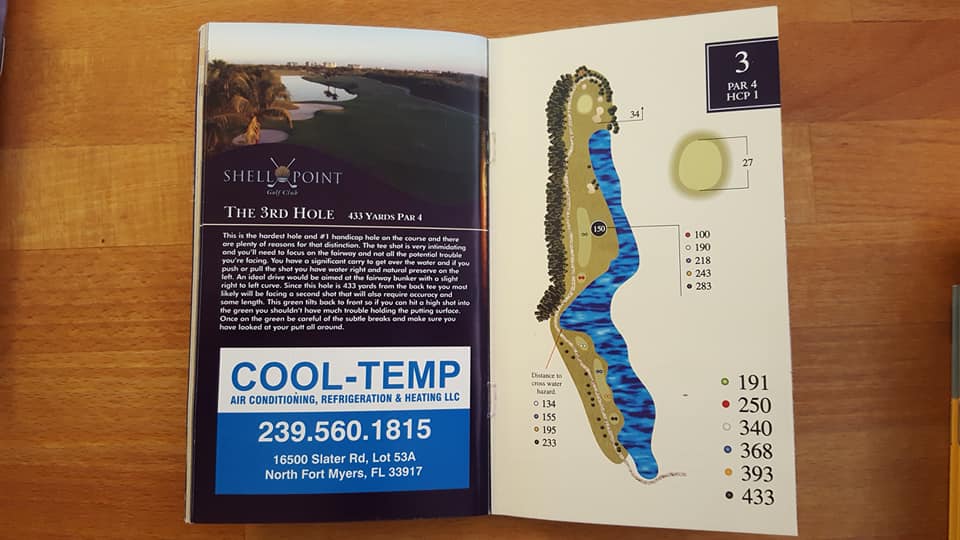 SHELL POINT
Golf Club
THE 3RD HOLE 433 YARDS PAR 4
This is the hardest hole and #1 handicap hole on the course and there
are plenty of reasons for that distinction. The tee shot is very intimidating
and you'll need to focus on the fairway and not all the potential trouble
you're facing. You have a significant carry to get over the water and if you
push or pull the shot you have water right and natural preserve on the
left. An ideal drive would be aimed at the fairway bunker with a slight
right to left curve. Since this hole is 433 yards from the back tee you most
likely will be facing a second shot that will also require accuracy and
some length. This green tilts back to front so if you can hit a high shot into
the green you shouldn't have much trouble holding the putting surface.
Once on the green be careful of the subtle breaks and make sure you
have looked at your putt all around.
COOL-TEMP
AIR CONDITIONING, REFRIGERATION & HEATING LLC
239.560.1815
16500 Slater Rd, Lot 53A
North Fort Myers, FL 33917
3
PAR 4
HCP 1
34
27
150
100
190
218
243
283
Distance to
cross water
hazard.
134
155
195
233
191
250
340
368
393
433